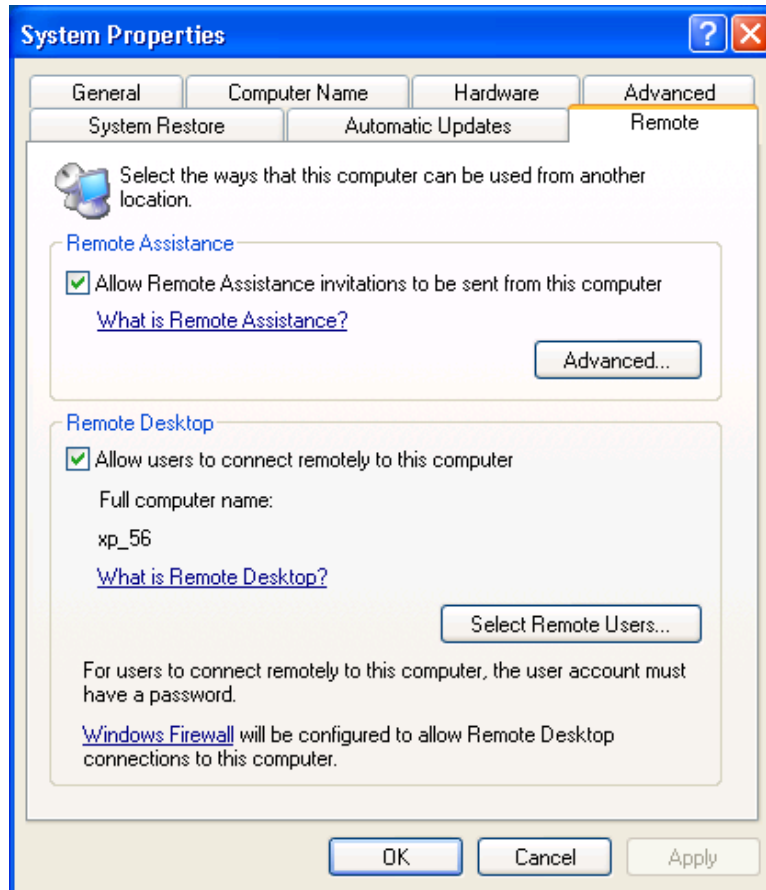 System Properties
General
Computer Name
Hardware
Advanced
System Restore
Automatic Updates
Remote
Select the ways that this computer can be used from another
location.
Remote Assistance
Allow Remote Assistance invitations to be sent from this computer
What is Remote Assistance?
Advanced...
Remote Desktop
Allow users to connect remotely to this computer
Full computer name:
xp_56
What is Remote Desktop?
Select Remote Users...
For users to connect remotely to this computer, the user account must
have a password.
Windows Firewall will be configured to allow Remote Desktop
connections to this computer.
OK
Cancel
Apply